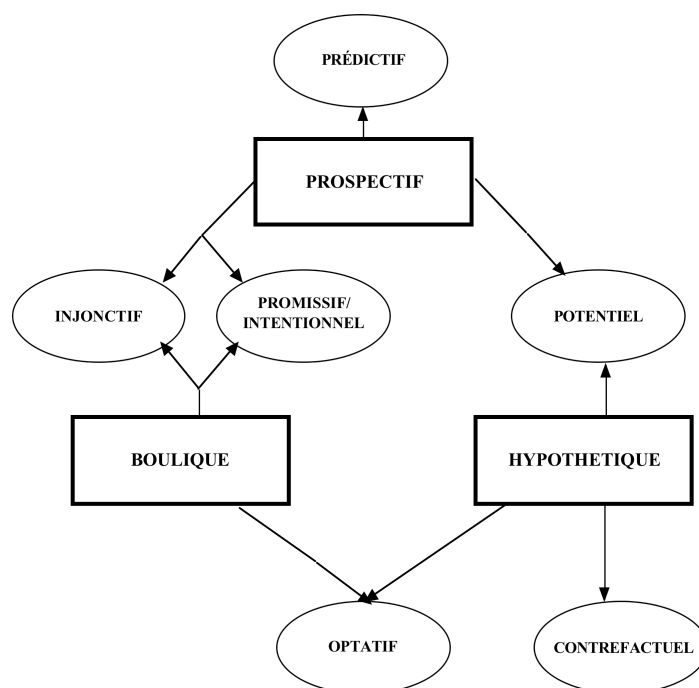 PRÉDICTIF
PROSPECTIF
INJONCTIF
PROMISSIF/
INTENTIONNEL
POTENTIEL
BOULIQUE
HYPOTHETIQUE
OPTATIF
CONTREFACTUEL